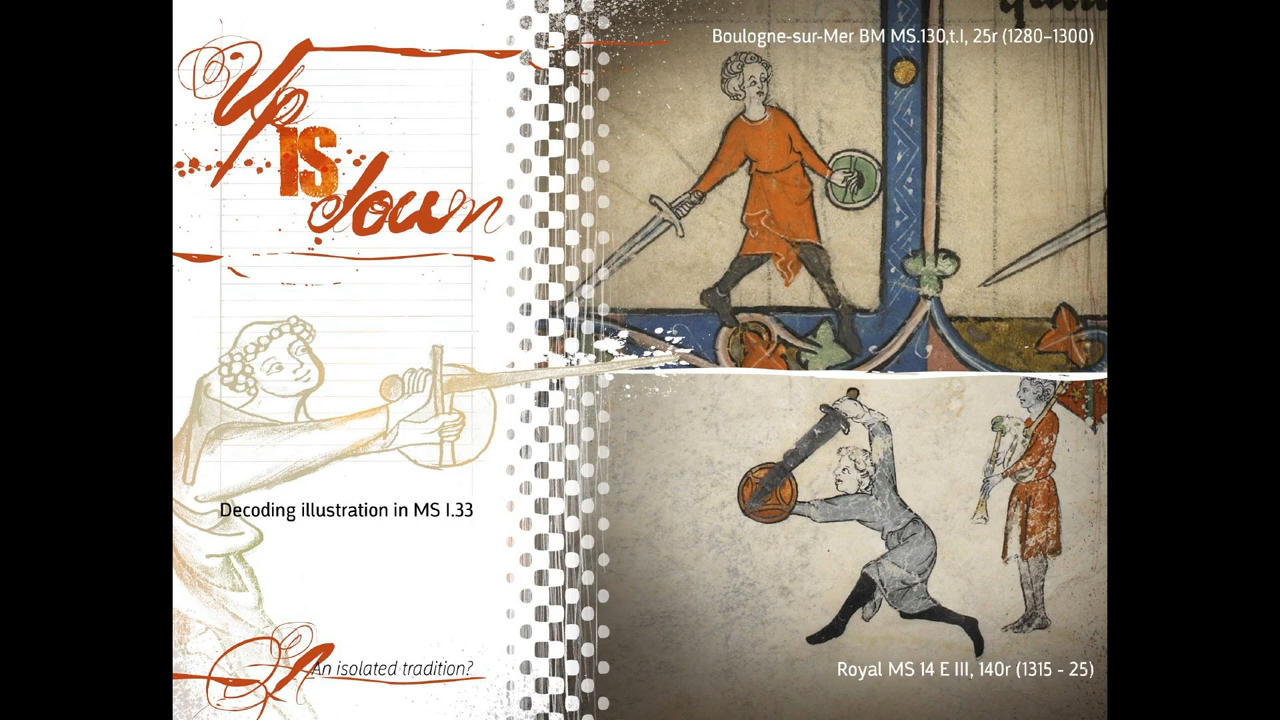 Up
IS
down
Decoding illustration in MS I.33
An isolated tradition?
Boulogne-sur-Mer BM MS.130,t.I, 25r (1280–1300)
Royal MS 14 E III, 140r (1315 - 25)